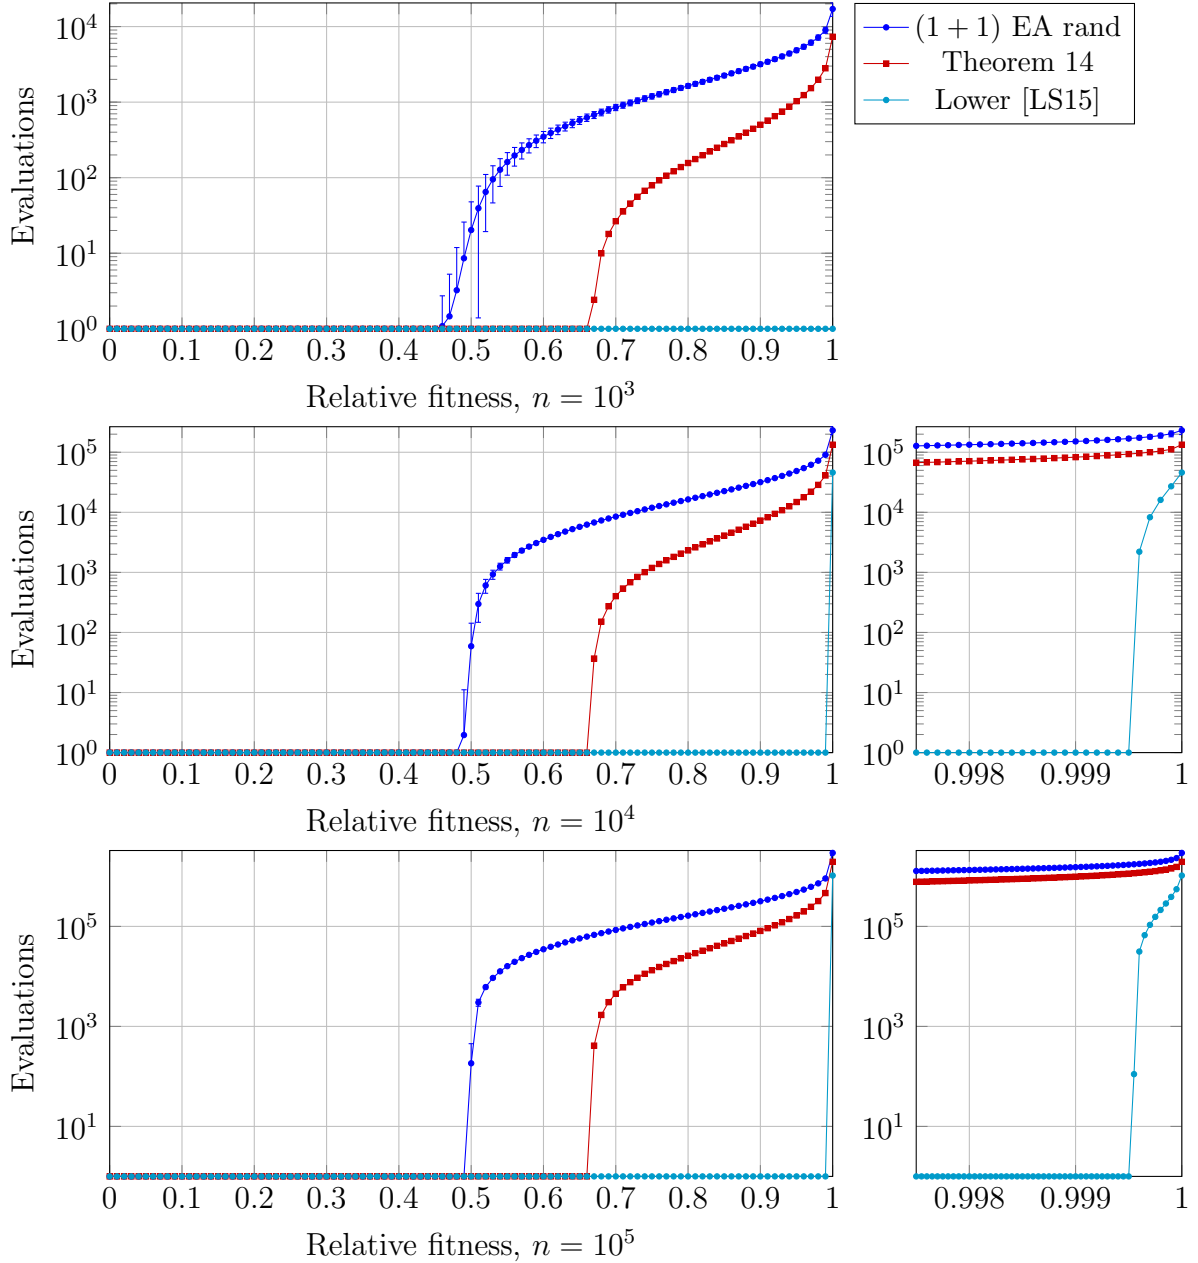 10^4
10^3
10^2
10^1
10^0
Evaluations
0 0.1 0.2 0.3 0.4 0.5 0.6 0.7 0.8 0.9 1
Relative fitness, n = 10^3
(1 + 1) EA rand
Theorem 14
Lower [LS15]
10^5
10^4
10^3
10^2
10^1
10^0
Evaluations
0 0.1 0.2 0.3 0.4 0.5 0.6 0.7 0.8 0.9 1
Relative fitness, n = 10^4
10^5
10^4
10^3
10^2
10^1
10^0
0.998 0.999 1
10^5
10^3
10^1
Evaluations
0 0.1 0.2 0.3 0.4 0.5 0.6 0.7 0.8 0.9 1
Relative fitness, n = 10^5
10^5
10^3
10^1
0.998 0.999 1